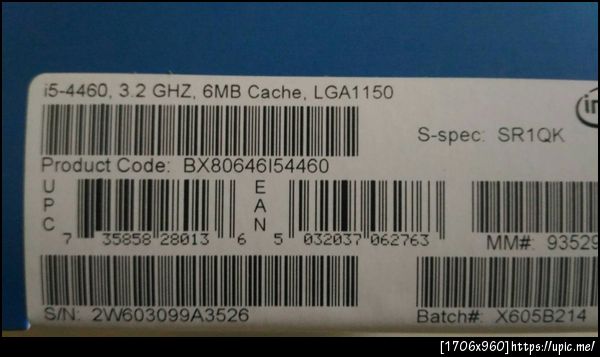 i5-4460, 3.2 GHZ, 6MB Cache, LGA1150
S-spec: SR1QK
Product Code: BX80646I54460
UPC
7 35858 28013 6
EAN
5 032037 062763
MM#: 93529
S/N: 2W603099A3526
Batch#: X605B214
[1706x960]https://upic.me/